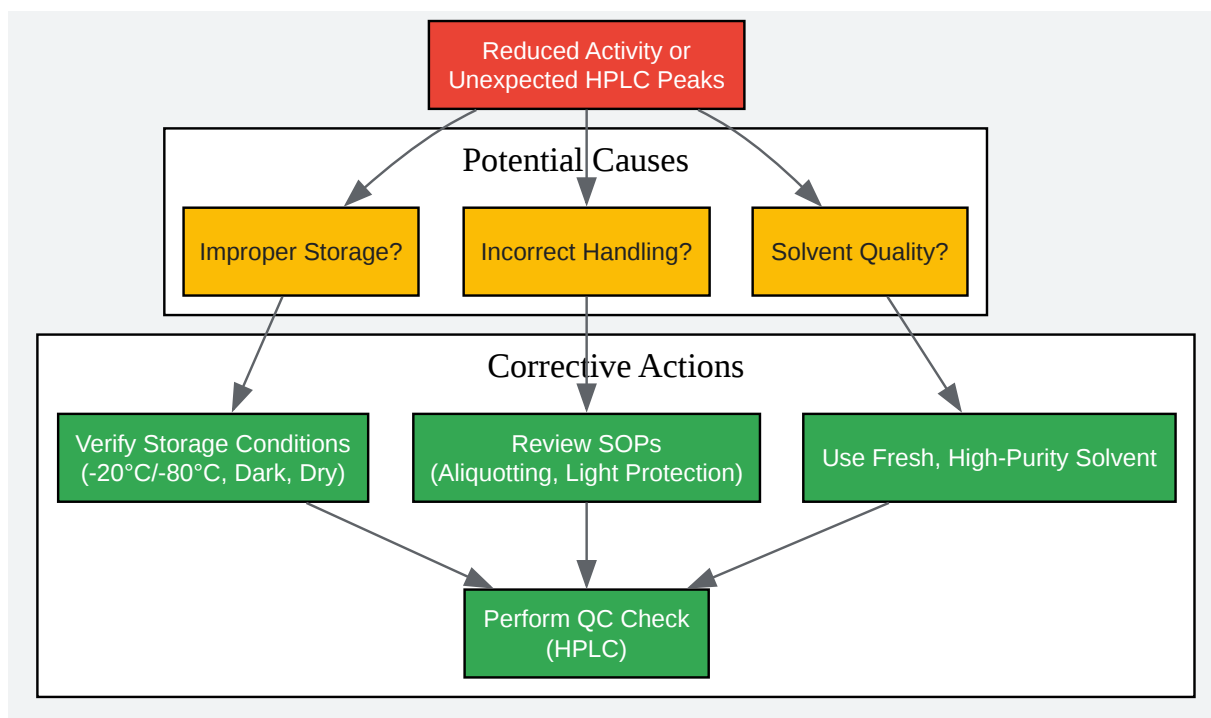 Reduced Activity or
Unexpected HPLC Peaks
Potential Causes
Improper Storage?
Incorrect Handling?
Solvent Quality?
Corrective Actions
Verify Storage Conditions
(-20°C/-80°C, Dark, Dry)
Review SOPs
(Aliquotting, Light Protection)
Use Fresh, High-Purity Solvent
Perform QC Check
(HPLC)